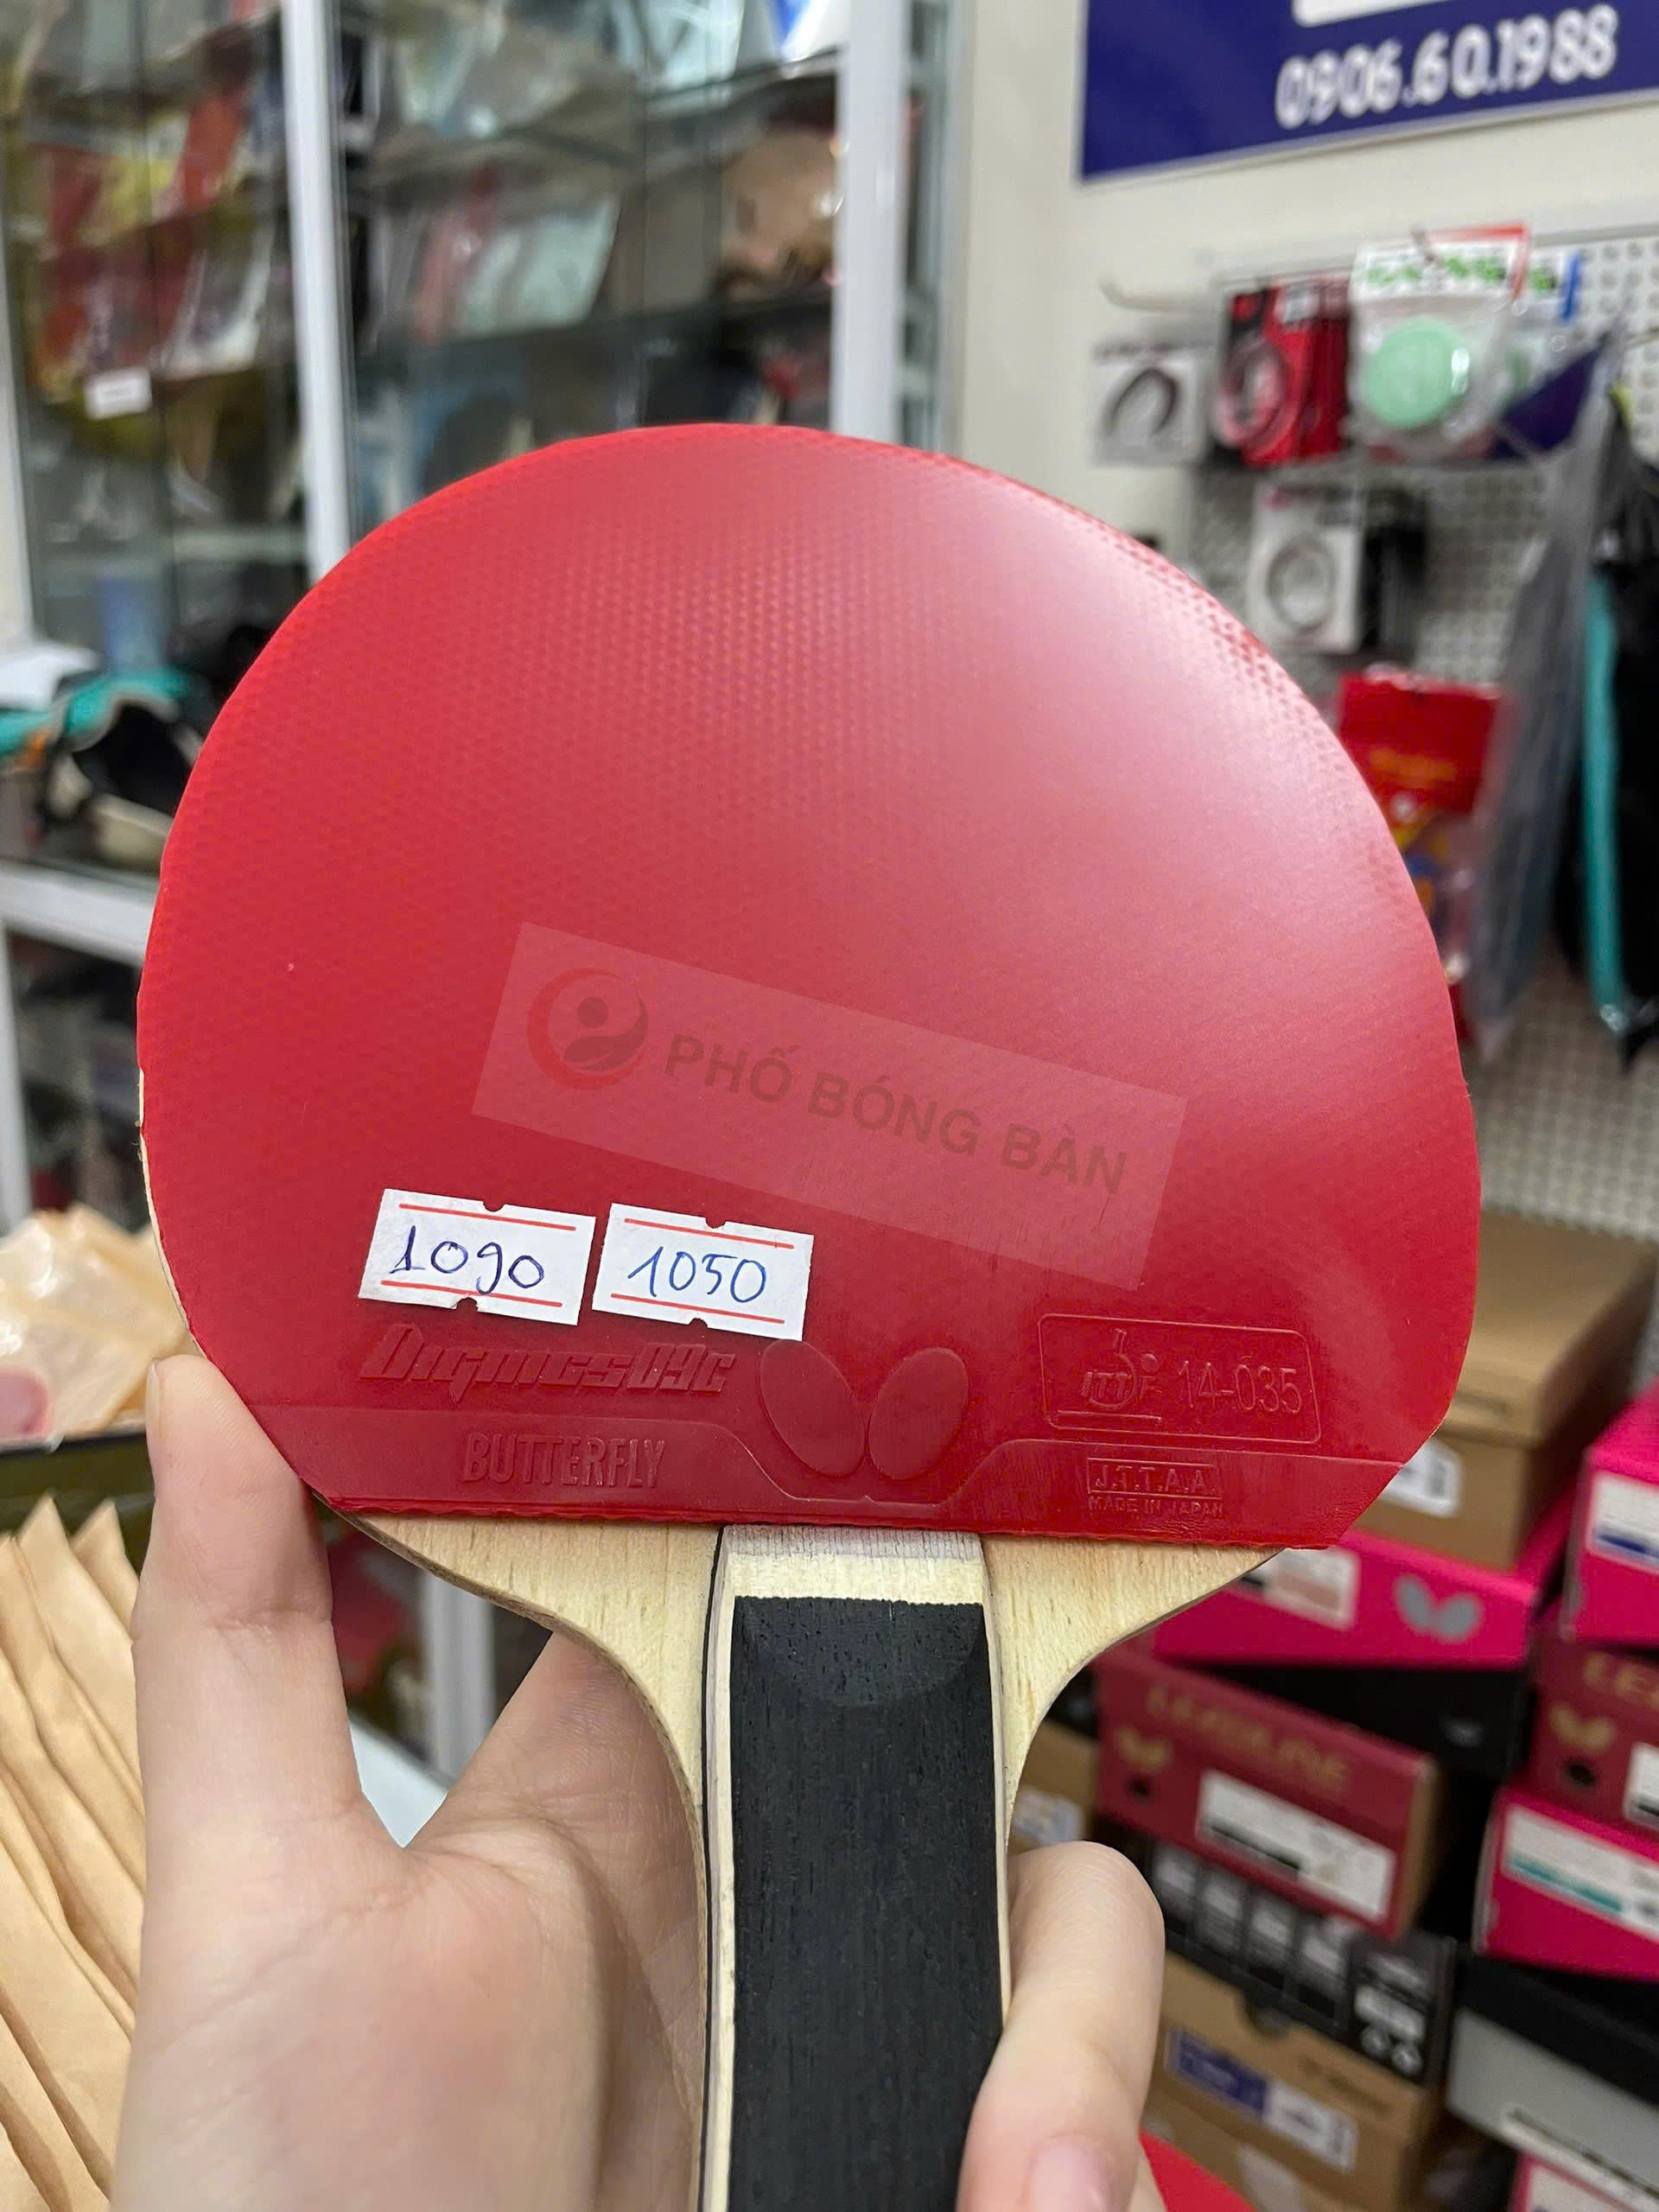 0906.60.1988
PHỐ BÓNG BÀN
1090
1050
Dignics09C
ITTF 14-035
BUTTERFLY
J.T.T.A.A.
MADE IN JAPAN